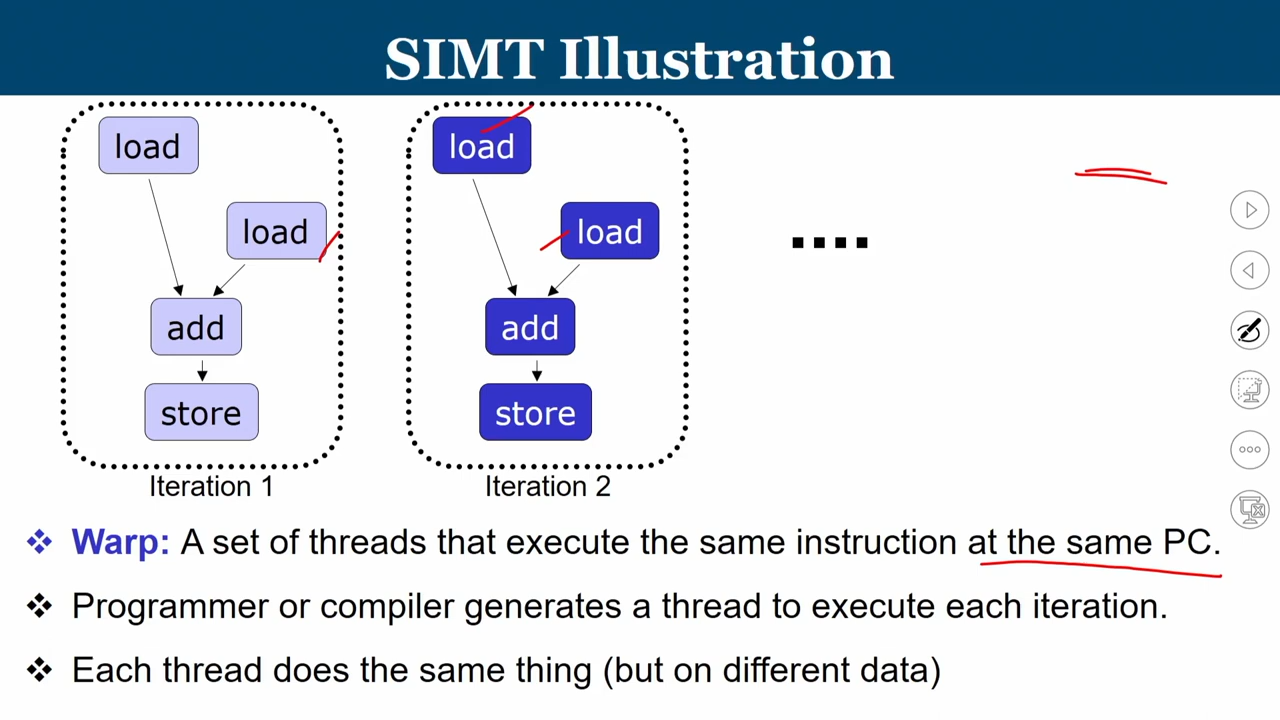 SIMT Illustration
load
load
add
store
Iteration 1
load
load
add
store
Iteration 2
❖ Warp: A set of threads that execute the same instruction at the same PC.
❖ Programmer or compiler generates a thread to execute each iteration.
❖ Each thread does the same thing (but on different data)